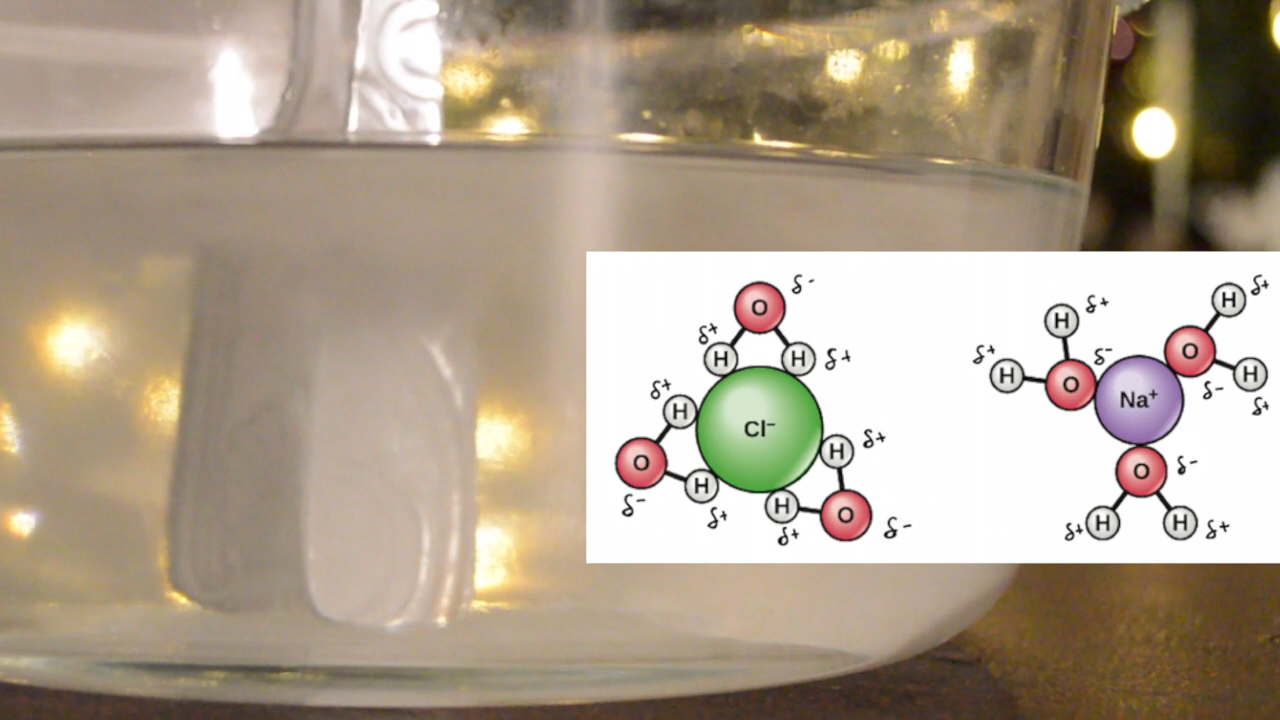 O δ-
δ+ H H δ+
δ+ H
Cl⁻
O
δ- H δ+
H δ+
H δ+ O δ-
H δ+
δ+ H O δ-
Na⁺
O δ-
H δ+
H δ+
O δ-
δ+ H H δ+